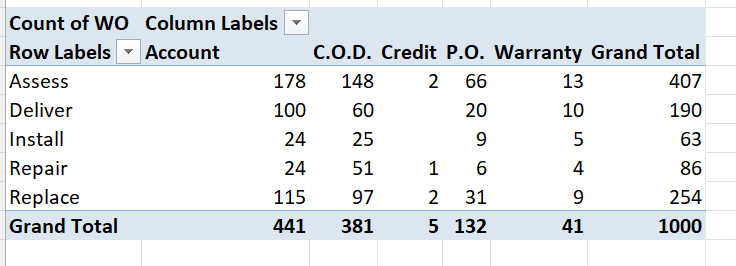 Count of WO Column Labels
Row Labels Account C.O.D. Credit P.O. Warranty Grand Total
Assess 178 148 2 66 13 407
Deliver 100 60 20 10 190
Install 24 25 9 5 63
Repair 24 51 1 6 4 86
Replace 115 97 2 31 9 254
Grand Total 441 381 5 132 41 1000